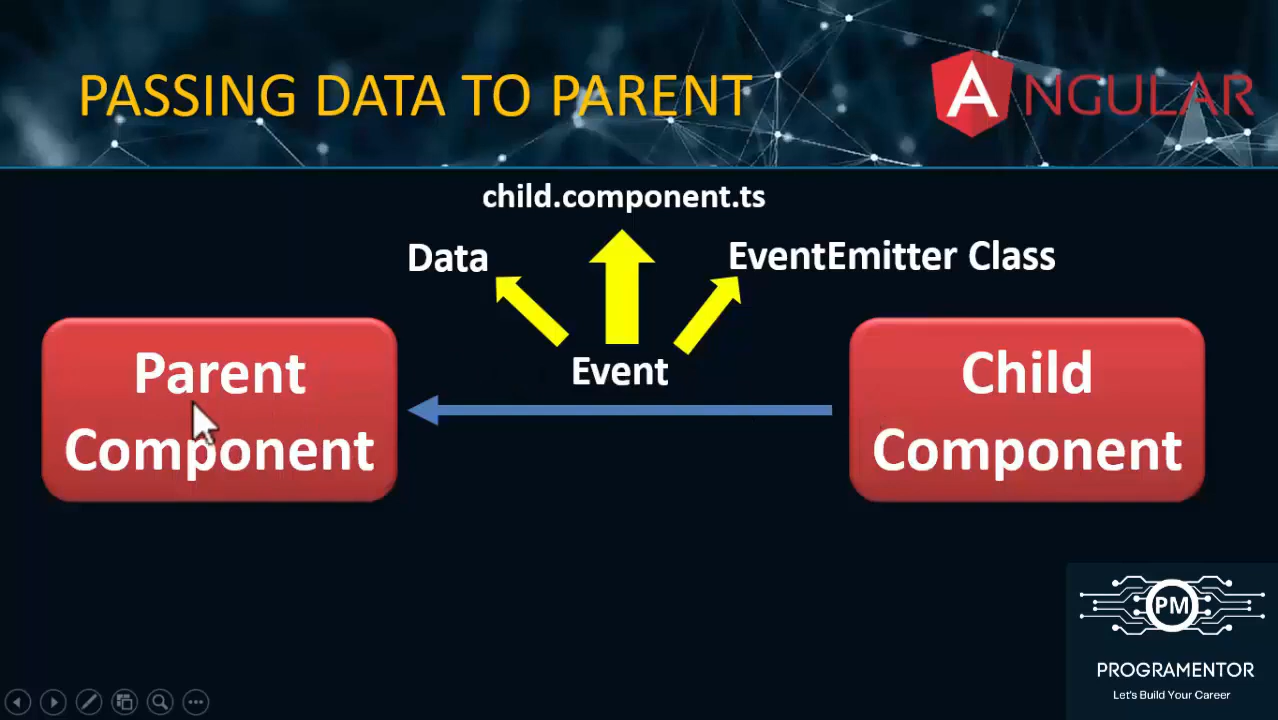 PASSING DATA TO PARENT
ANGULAR
child.component.ts
Data
EventEmitter Class
Event
Parent
Component
Child
Component
PM
PROGRAMENTOR
Let's Build Your Career